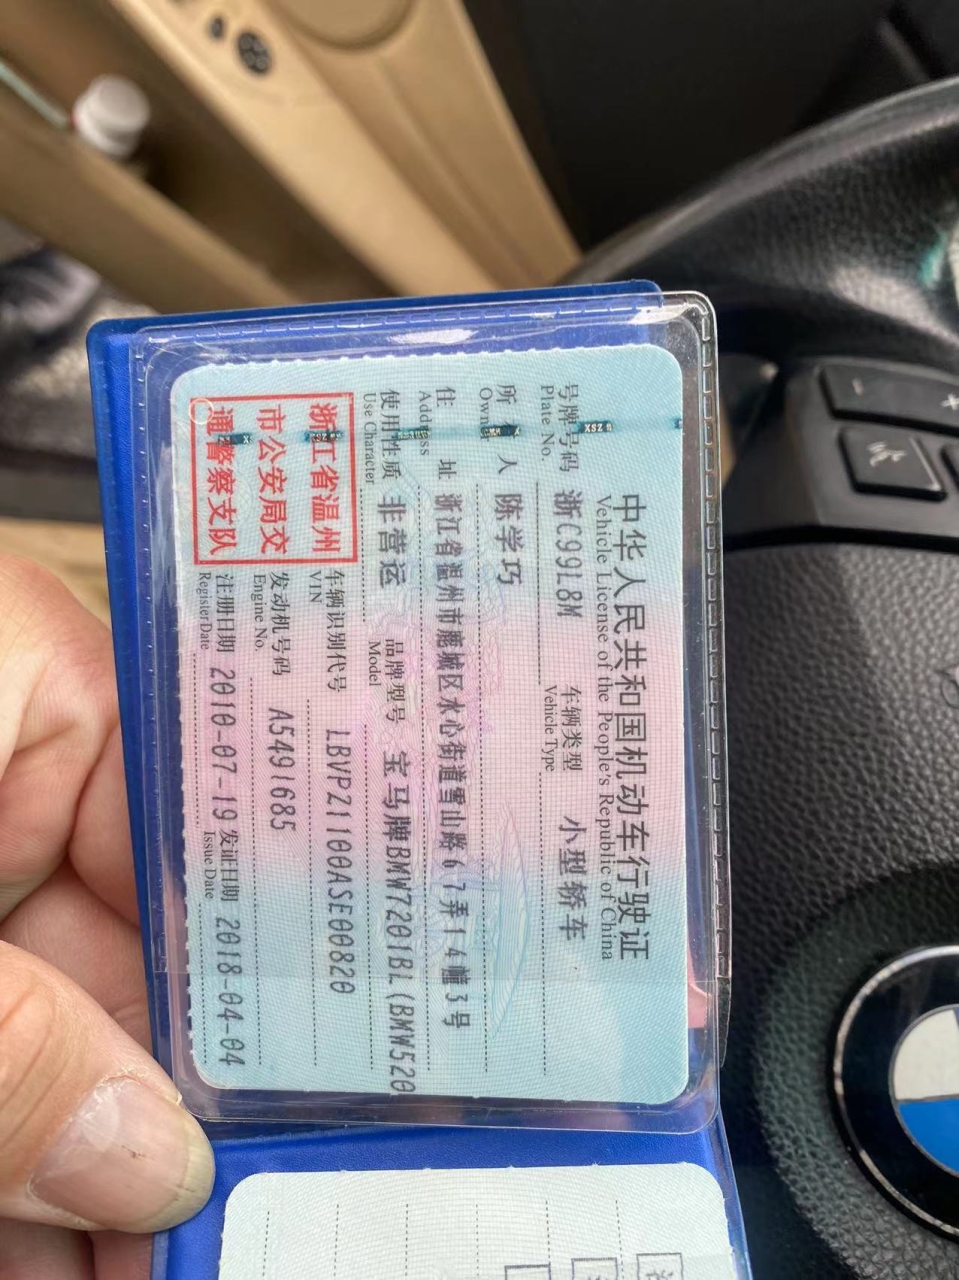 中华人民共和国机动车行驶证
Vehicle License of the People's Republic of China
号牌号码 浙C99L8M 车辆类型 小型轿车
Plate No. Vehicle Type
所有人 陈学巧
Owner
住址 浙江省温州市鹿城区水心街道雪山路67弄14幢3号
Address
使用性质 非营运 品牌型号 宝马牌BMW7201BL(BMW520
Use Character Model
浙江省温州
市公安局交
通警察支队
车辆识别代号 LBVPZ1100ASE00820
VIN
发动机号码 A5491685
Engine No.
注册日期 2010-07-19 发证日期 2018-04-04
Register Date Issue Date